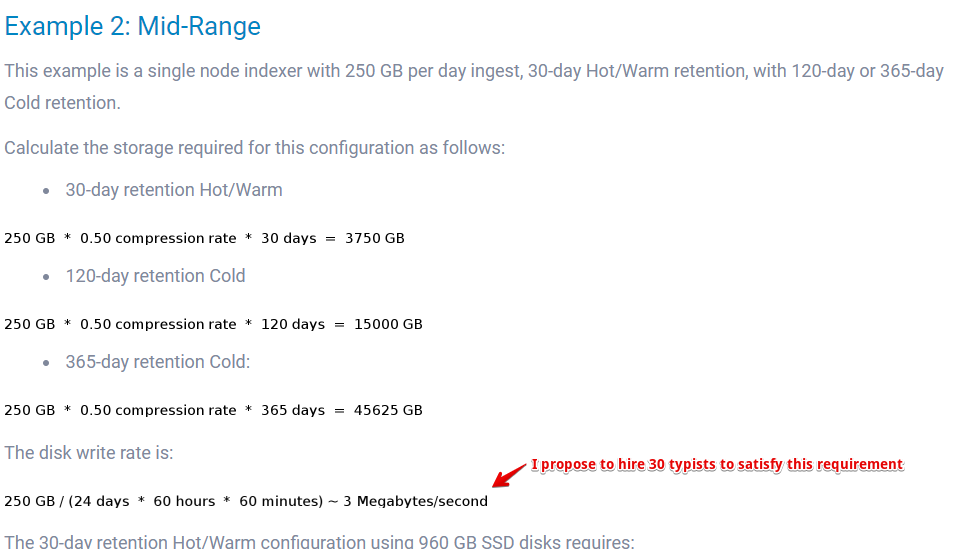 Example 2: Mid-Range
This example is a single node indexer with 250 GB per day ingest, 30-day Hot/Warm retention, with 120-day or 365-day
Cold retention.
Calculate the storage required for this configuration as follows:
• 30-day retention Hot/Warm
250 GB * 0.50 compression rate * 30 days = 3750 GB
• 120-day retention Cold
250 GB * 0.50 compression rate * 120 days = 15000 GB
• 365-day retention Cold:
250 GB * 0.50 compression rate * 365 days = 45625 GB
The disk write rate is:
I propose to hire 30 typists to satisfy this requirement
250 GB / (24 days * 60 hours * 60 minutes) ~ 3 Megabytes/second
The 30-day retention Hot/Warm configuration using 960 GB SSD disks requires: